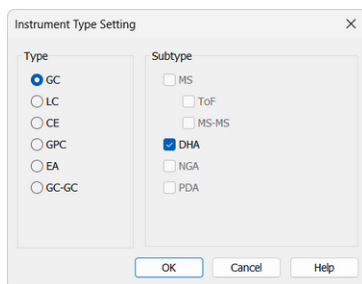 Instrument Type Setting
Type
GC
LC
CE
GPC
EA
GC-GC
Subtype
MS
ToF
MS-MS
DHA
NGA
PDA
OK
Cancel
Help